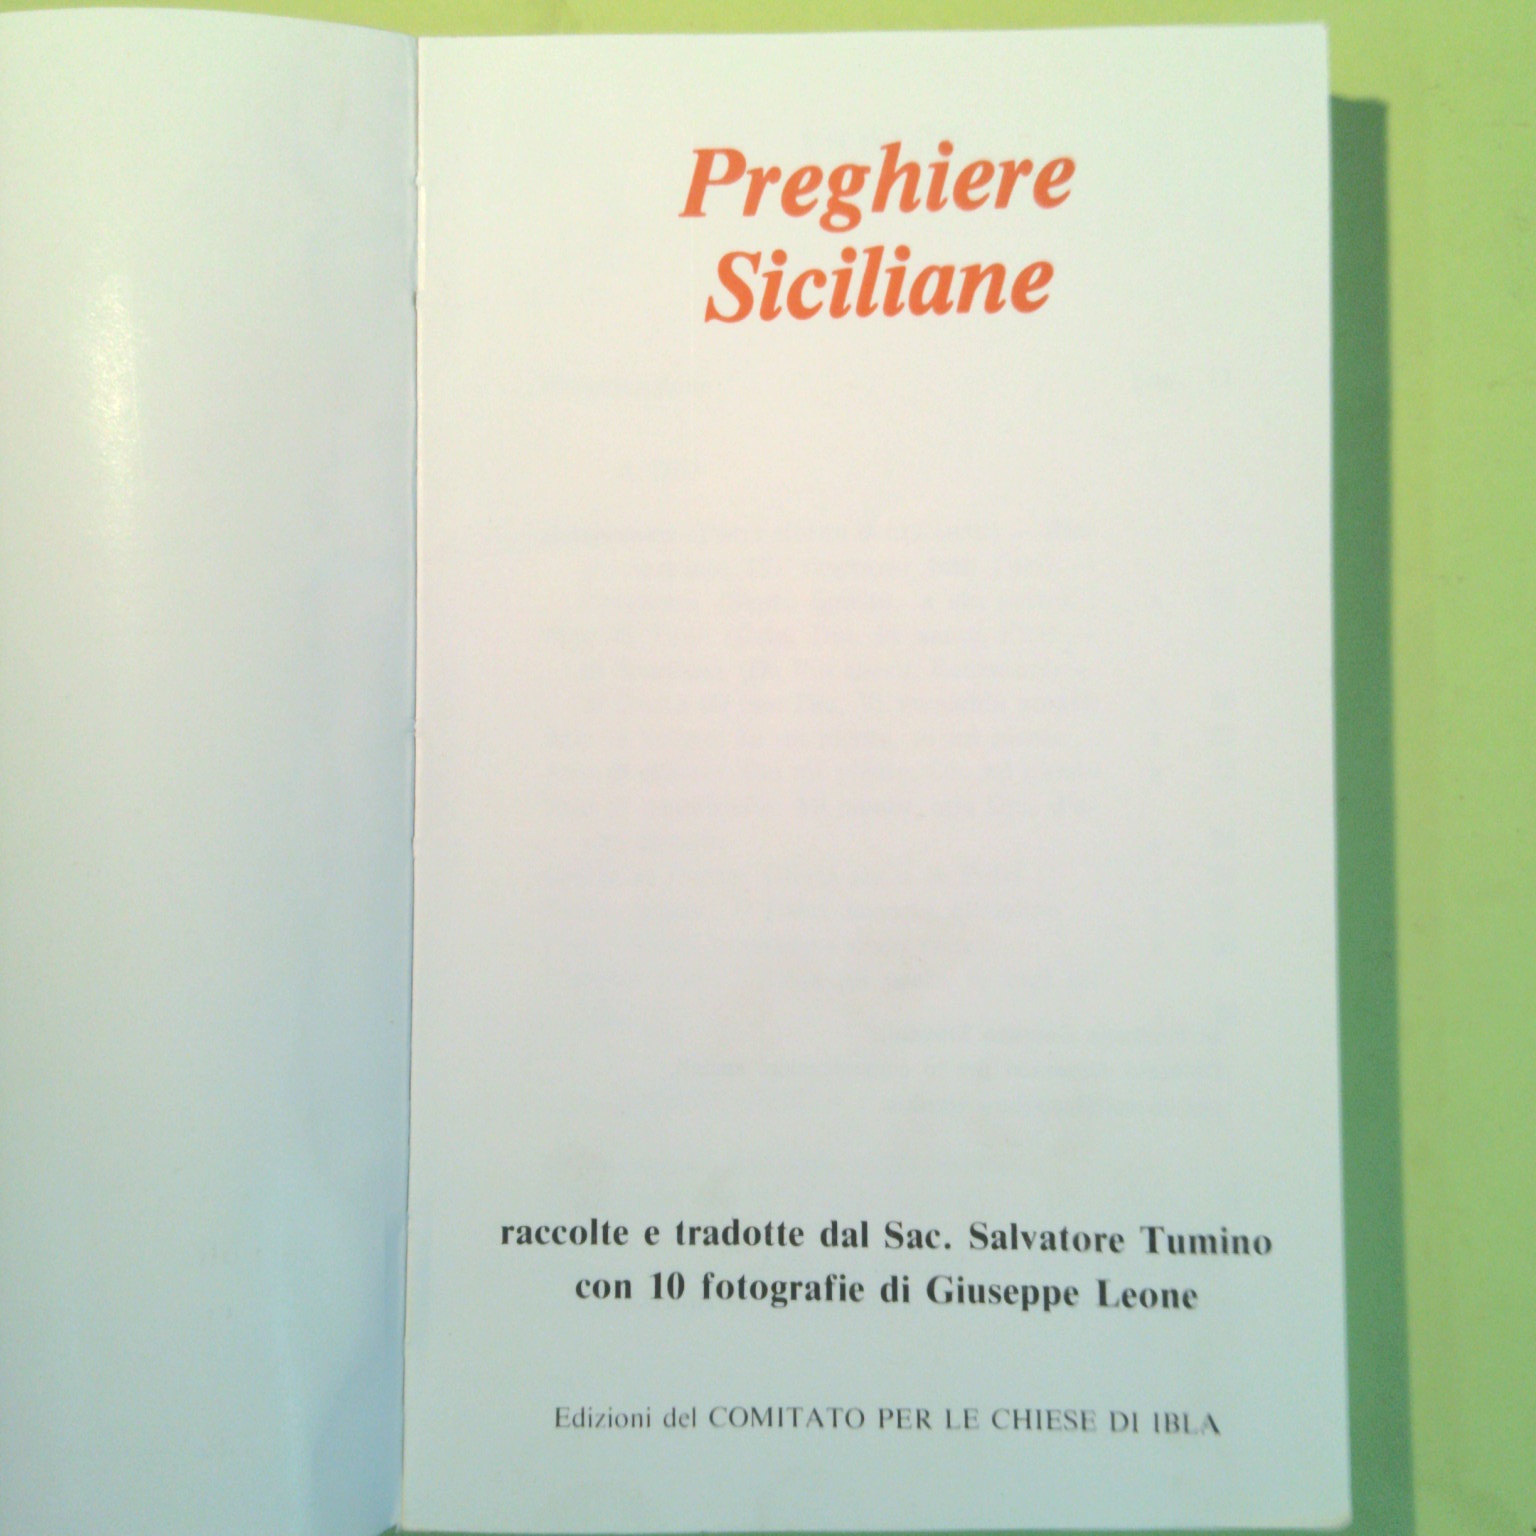 Preghiere
Siciliane
raccolte e tradotte dal Sac. Salvatore Tumino
con 10 fotografie di Giuseppe Leone
Edizioni del COMITATO PER LE CHIESE DI IBLA